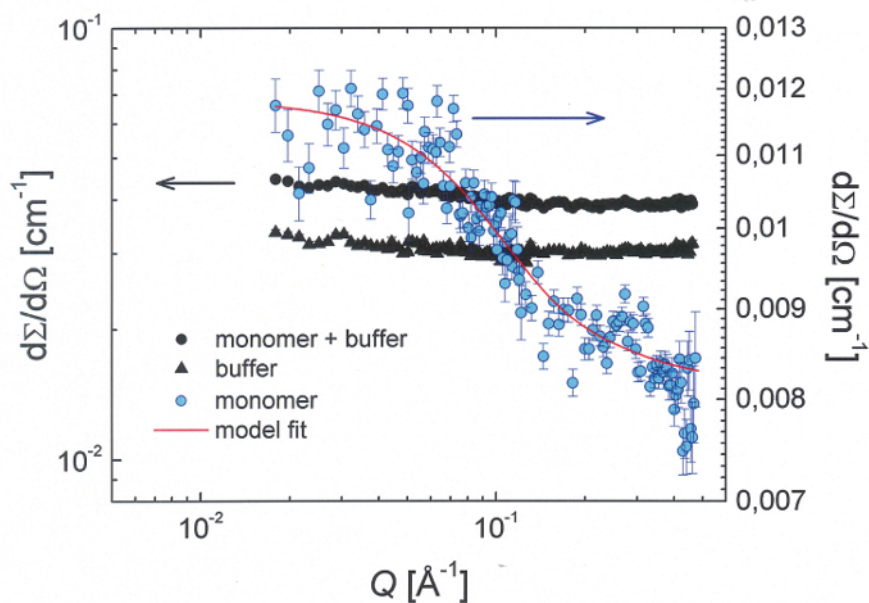 10⁻¹
10⁻²
dΣ/dΩ [cm⁻¹]
monomer + buffer
buffer
monomer
model fit
10⁻²
10⁻¹
Q [Å⁻¹]
0,013
0,012
0,011
0,01
0,009
0,008
0,007
dΣ/dΩ [cm⁻¹]